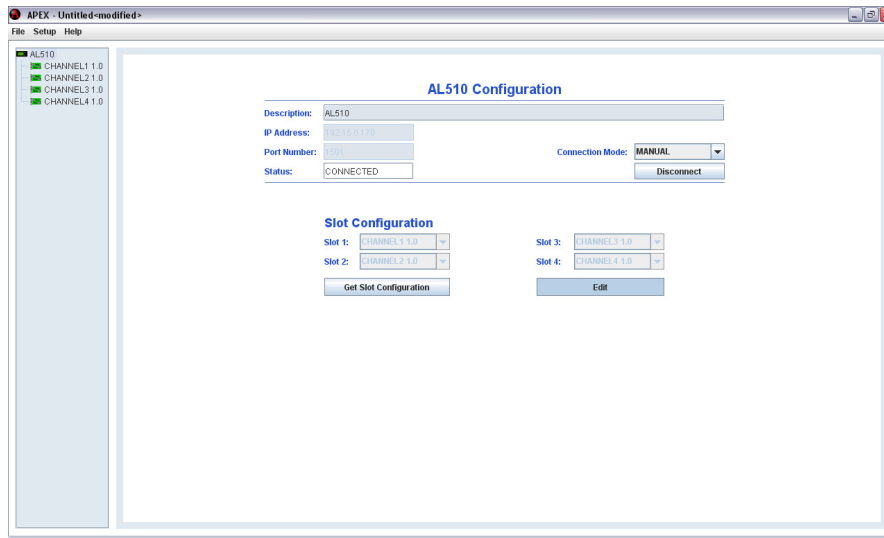 APEX - Untitled<modified>
File Setup Help
AL510
CHANNEL1 1.0
CHANNEL2 1.0
CHANNEL3 1.0
CHANNEL4 1.0
AL510 Configuration
Description: AL510
IP Address: 192.15.0.178
Port Number: 1561 Connection Mode: MANUAL
Status: CONNECTED Disconnect
Slot Configuration
Slot 1: CHANNEL1 1.0 Slot 3: CHANNEL3 1.0
Slot 2: CHANNEL2 1.0 Slot 4: CHANNEL4 1.0
Get Slot Configuration Edit